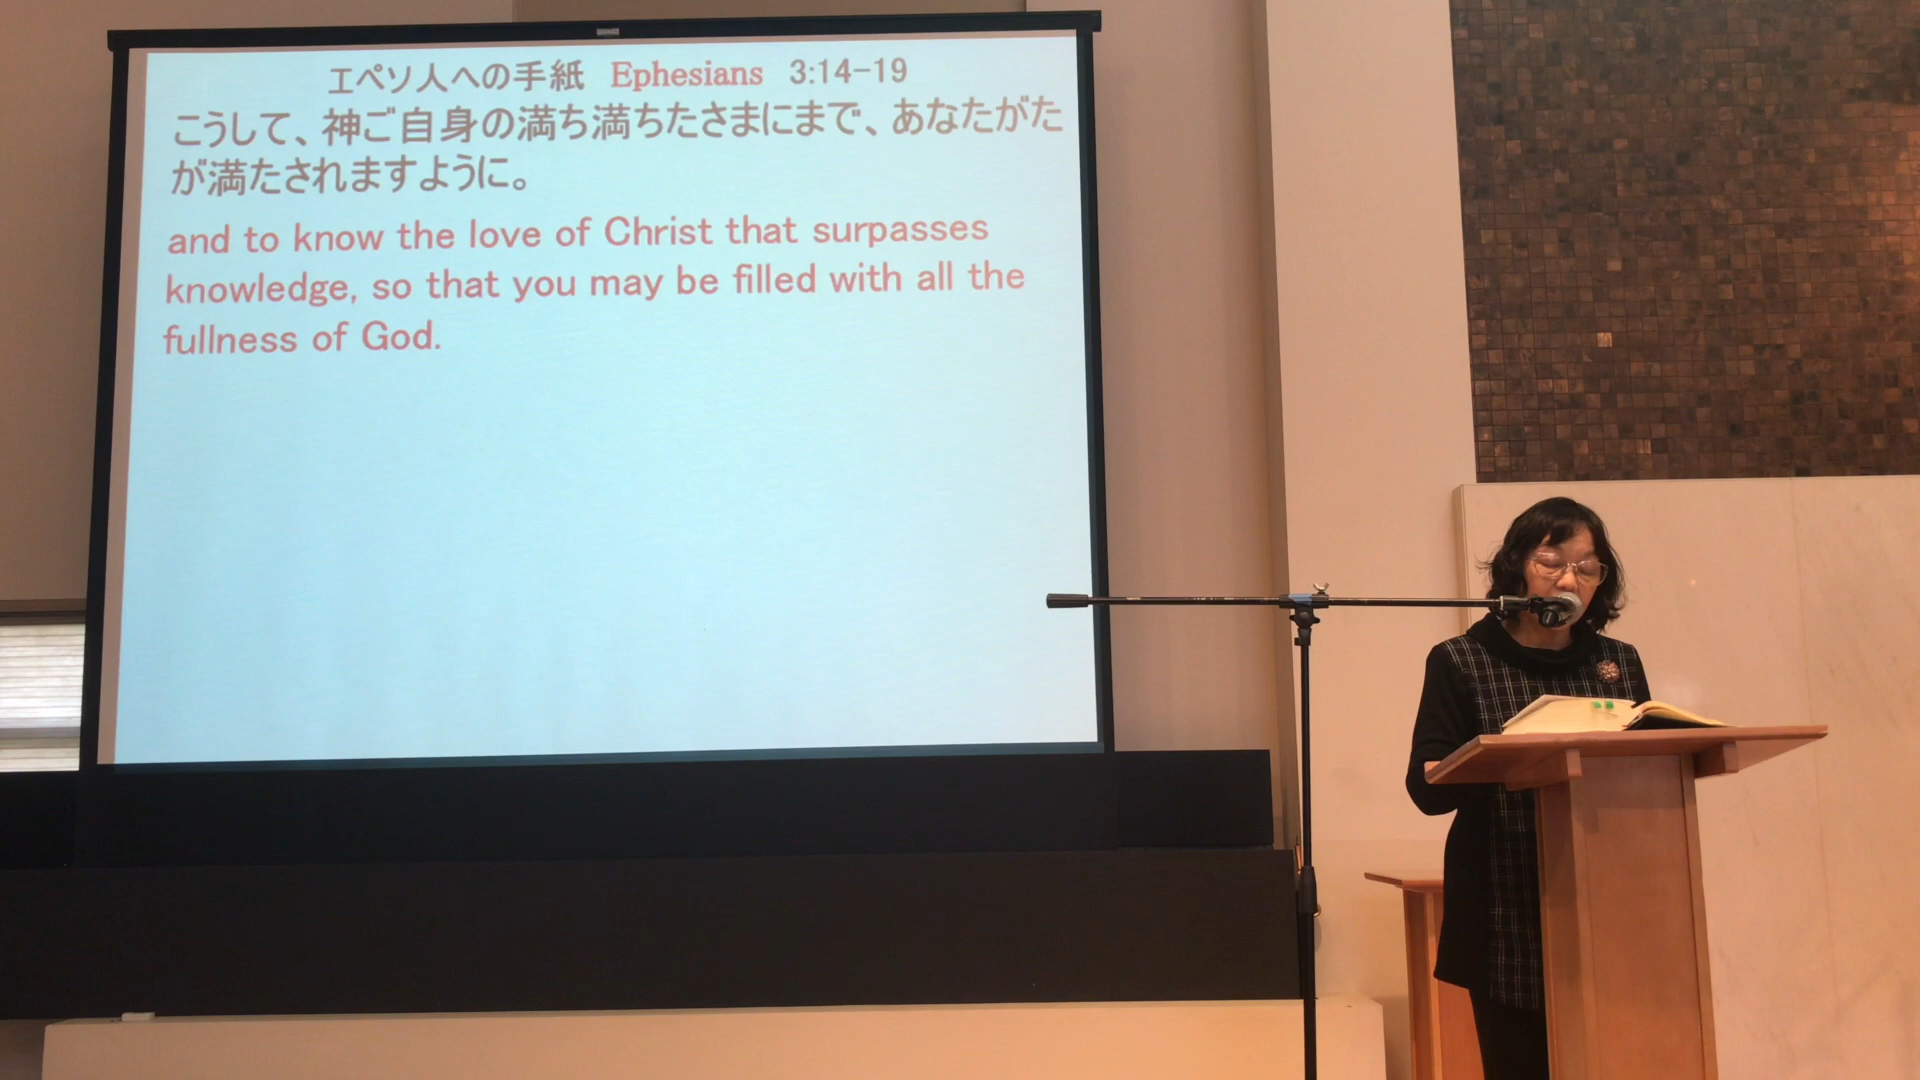 エペソ人への手紙 Ephesians 3:14-19
こうして、神ご自身の満ち満ちたさまにまで、あなたがた
が満たされますように。
and to know the love of Christ that surpasses
knowledge, so that you may be filled with all the
fullness of God.